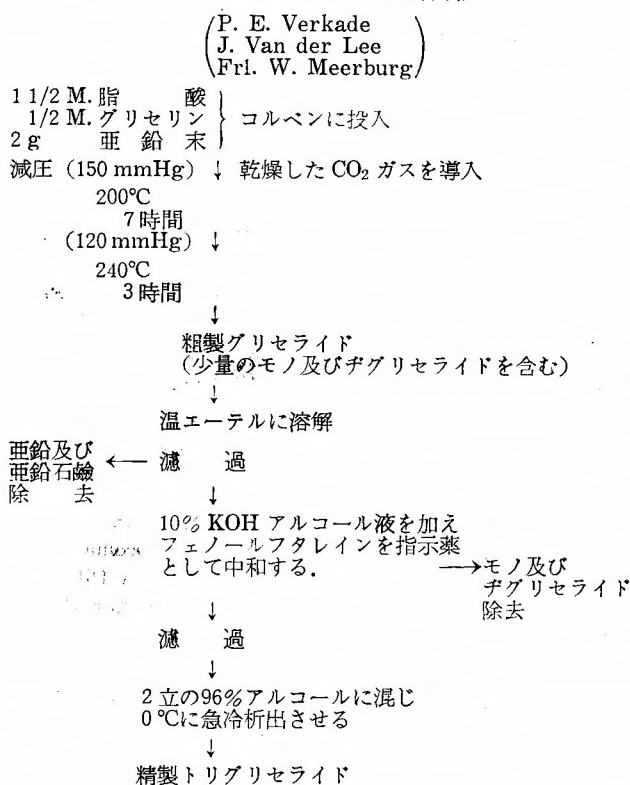 P. E. Verkade
J. Van der Lee
Frl. W. Meerburg
1 1/2 M. 脂 酸
1/2 M. グリセリン
2 g 亜 鉛 末
コルベンに投入
減圧 (150 mmHg) ↓ 乾燥した CO₂ ガスを導入
200℃
7 時間
(120 mmHg) ↓
240℃
3 時間
↓
粗製グリセライド
(少量のモノ及びヂグリセライドを含む)
↓
温エーテルに溶解
↓
亜鉛及び
亜鉛石鹼
除 去
← 濾 過
↓
10% KOH アルコール液を加え
フェノールフタレインを指示薬
として中和する.
→モノ及び
ヂグリセライド
除去
↓
濾 過
↓
2 立の96%アルコールに混じ
0℃に急冷析出させる
↓
精製トリグリセライド